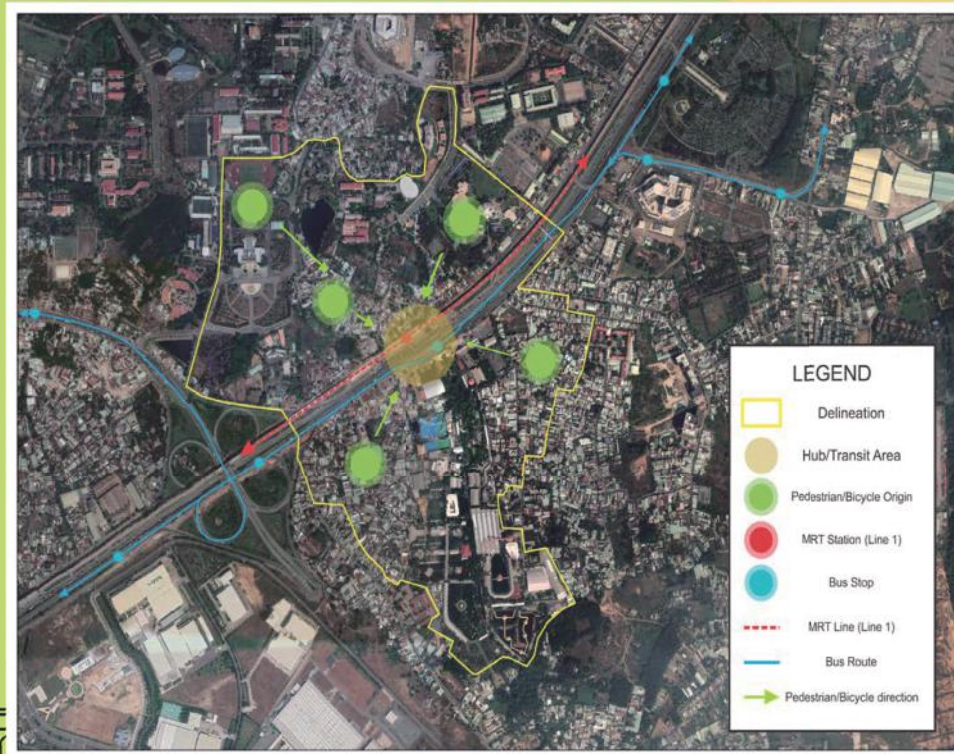 LEGEND
Delineation
Hub/Transit Area
Pedestrian/Bicycle Origin
MRT Station (Line 1)
Bus Stop
MRT Line (Line 1)
Bus Route
Pedestrian/Bicycle direction